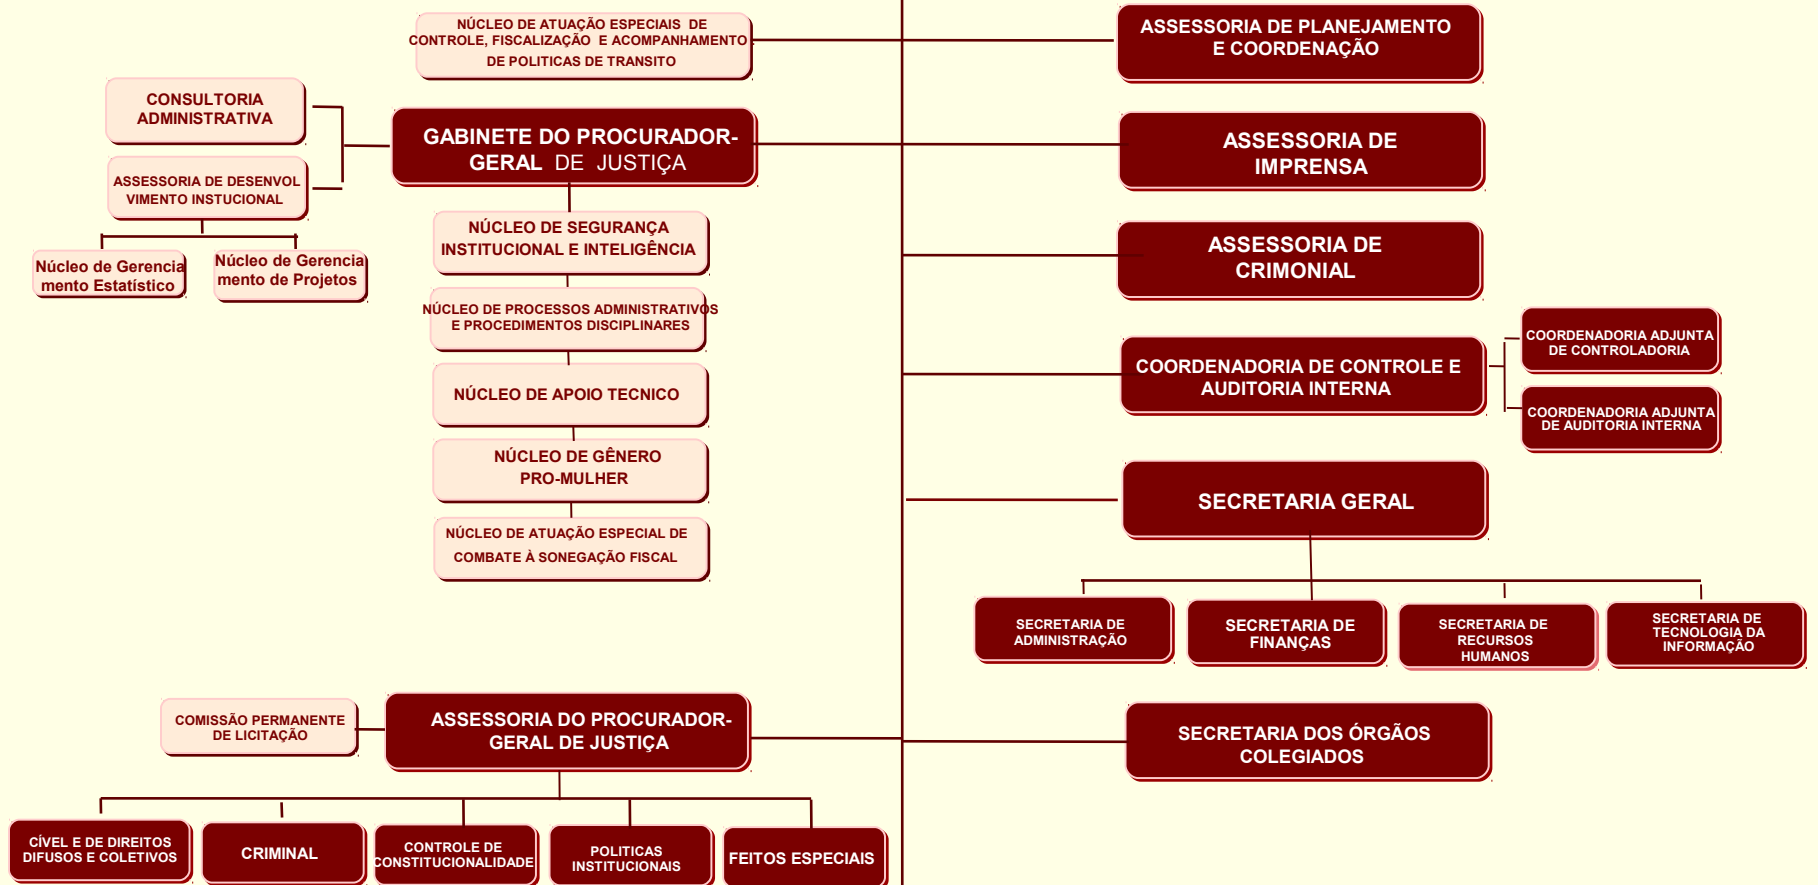 NÚCLEO DE ATUAÇÃO ESPECIAIS DE
CONTROLE, FISCALIZAÇÃO E ACOMPANHAMENTO
DE POLITICAS DE TRANSITO
ASSESSORIA DE PLANEJAMENTO
E COORDENAÇÃO
CONSULTORIA
ADMINISTRATIVA
GABINETE DO PROCURADOR-
GERAL DE JUSTIÇA
ASSESSORIA DE
IMPRENSA
ASSESSORIA DE DESENVOL
VIMENTO INSTUCIONAL
Núcleo de Gerencia
mento Estatístico
Núcleo de Gerencia
mento de Projetos
NÚCLEO DE SEGURANÇA
INSTITUCIONAL E INTELIGÊNCIA
ASSESSORIA DE
CRIMONIAL
NÚCLEO DE PROCESSOS ADMINISTRATIVOS
E PROCEDIMENTOS DISCIPLINARES
COORDENADORIA DE CONTROLE E
AUDITORIA INTERNA
COORDENADORIA ADJUNTA
DE CONTROLADORIA
COORDENADORIA ADJUNTA
DE AUDITORIA INTERNA
NÚCLEO DE APOIO TECNICO
NÚCLEO DE GÊNERO
PRO-MULHER
SECRETARIA GERAL
NÚCLEO DE ATUAÇÃO ESPECIAL DE
COMBATE À SONEGAÇÃO FISCAL
SECRETARIA DE
ADMINISTRAÇÃO
SECRETARIA DE
FINANÇAS
SECRETARIA DE
RECURSOS
HUMANOS
SECRETARIA DE
TECNOLOGIA DA
INFORMAÇÃO
COMISSÃO PERMANENTE
DE LICITAÇÃO
ASSESSORIA DO PROCURADOR-
GERAL DE JUSTIÇA
SECRETARIA DOS ÓRGÃOS
COLEGIADOS
CÍVEL E DE DIREITOS
DIFUSOS E COLETIVOS
CRIMINAL
CONTROLE DE
CONSTITUCIONALIDADE
POLITICAS
INSTITUCIONAIS
FEITOS ESPECIAIS